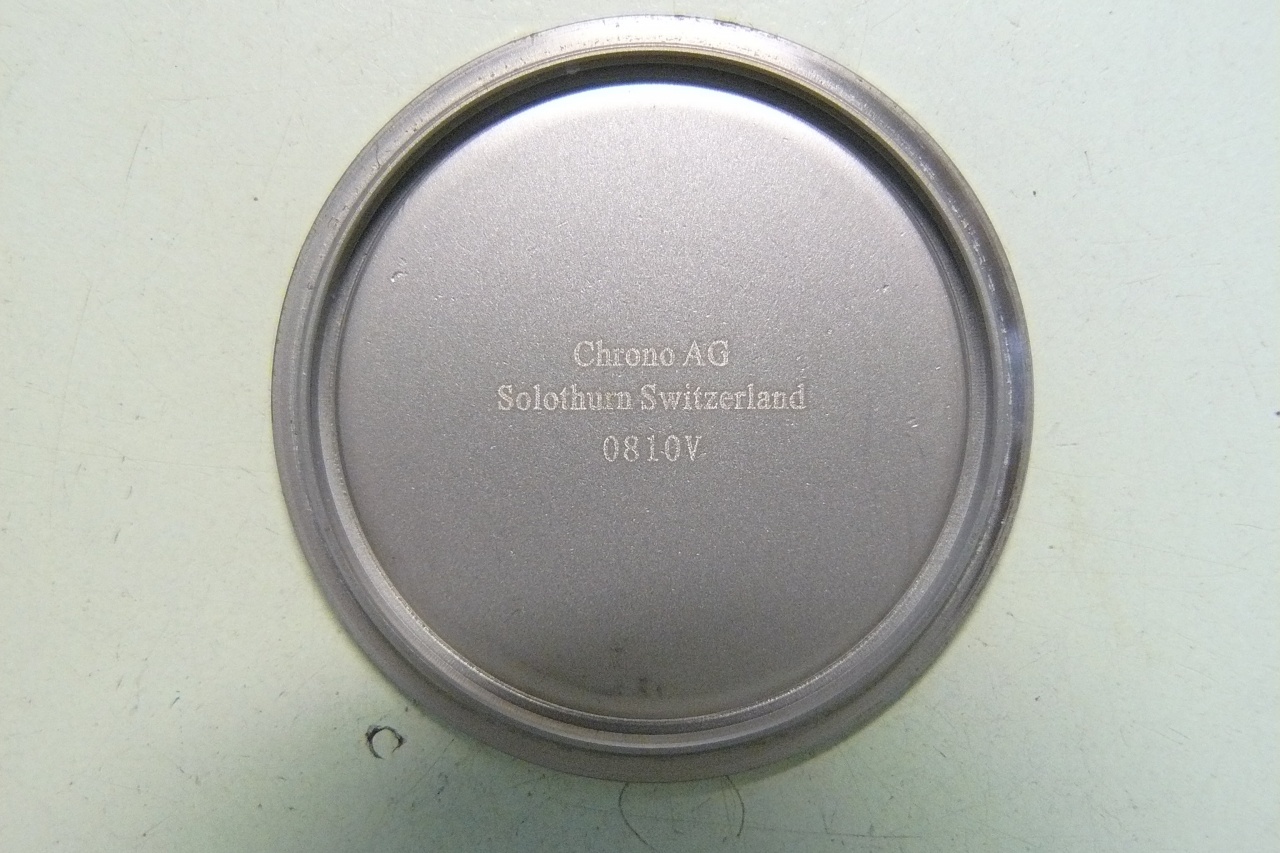 Chrono AG
Solothurn Switzerland
0810V